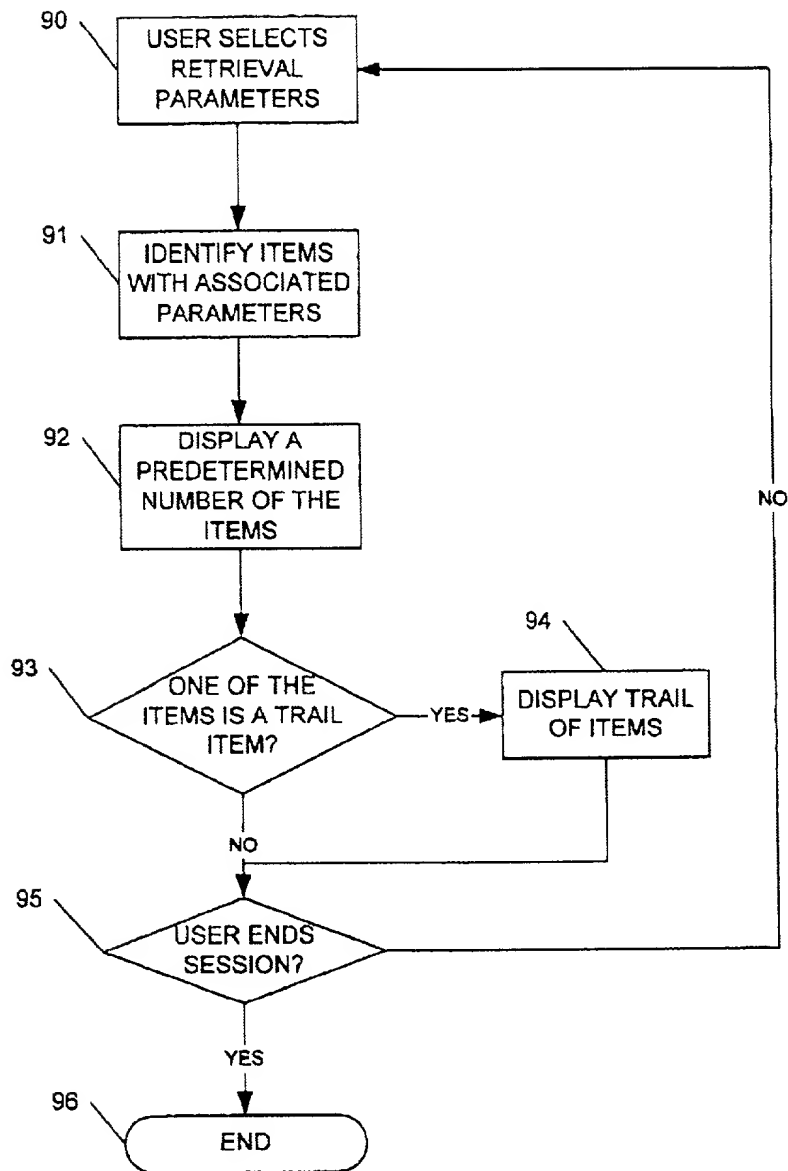 90
USER SELECTS
RETRIEVAL
PARAMETERS
91
IDENTIFY ITEMS
WITH ASSOCIATED
PARAMETERS
92
DISPLAY A
PREDETERMINED
NUMBER OF THE
ITEMS
NO
93
ONE OF THE
ITEMS IS A TRAIL
ITEM?
YES
94
DISPLAY TRAIL
OF ITEMS
NO
95
USER ENDS
SESSION?
YES
96
END